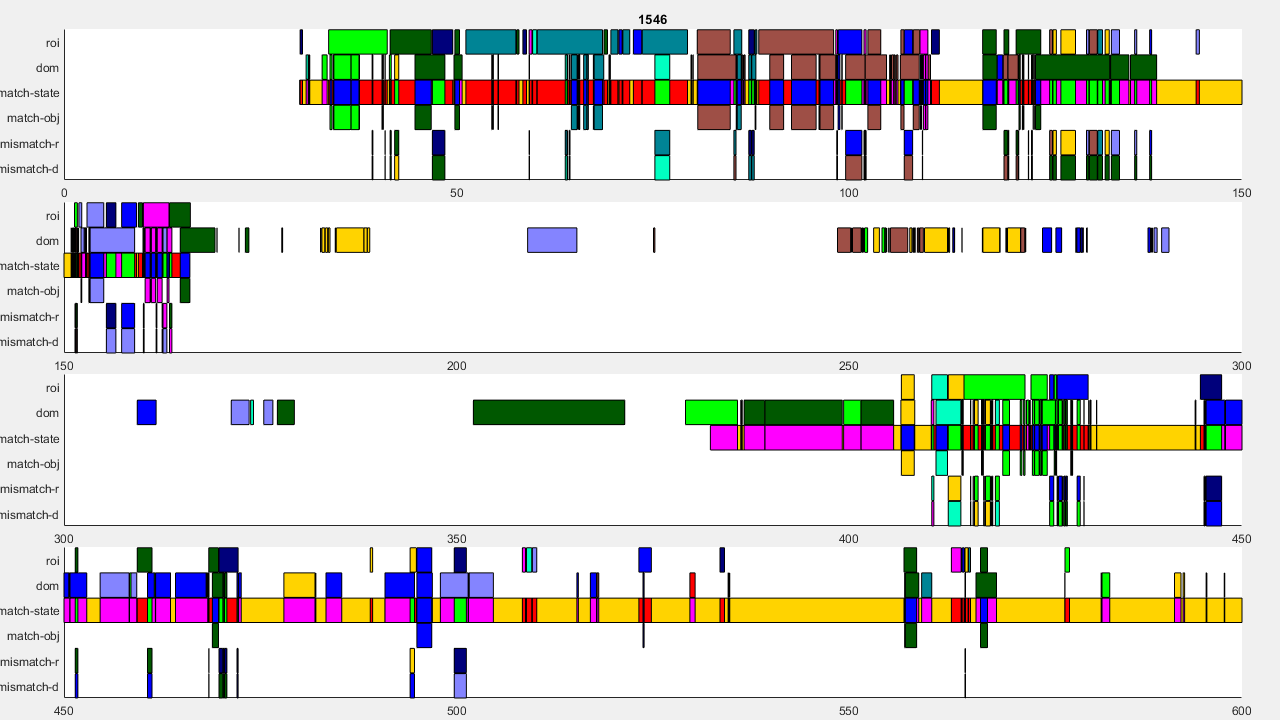 1546
roi
dom
match-state
match-obj
mismatch-r
mismatch-d
0 50 100 150
roi
dom
match-state
match-obj
mismatch-r
mismatch-d
150 200 250 300
roi
dom
match-state
match-obj
mismatch-r
mismatch-d
300 350 400 450
roi
dom
match-state
match-obj
mismatch-r
mismatch-d
450 500 550 600